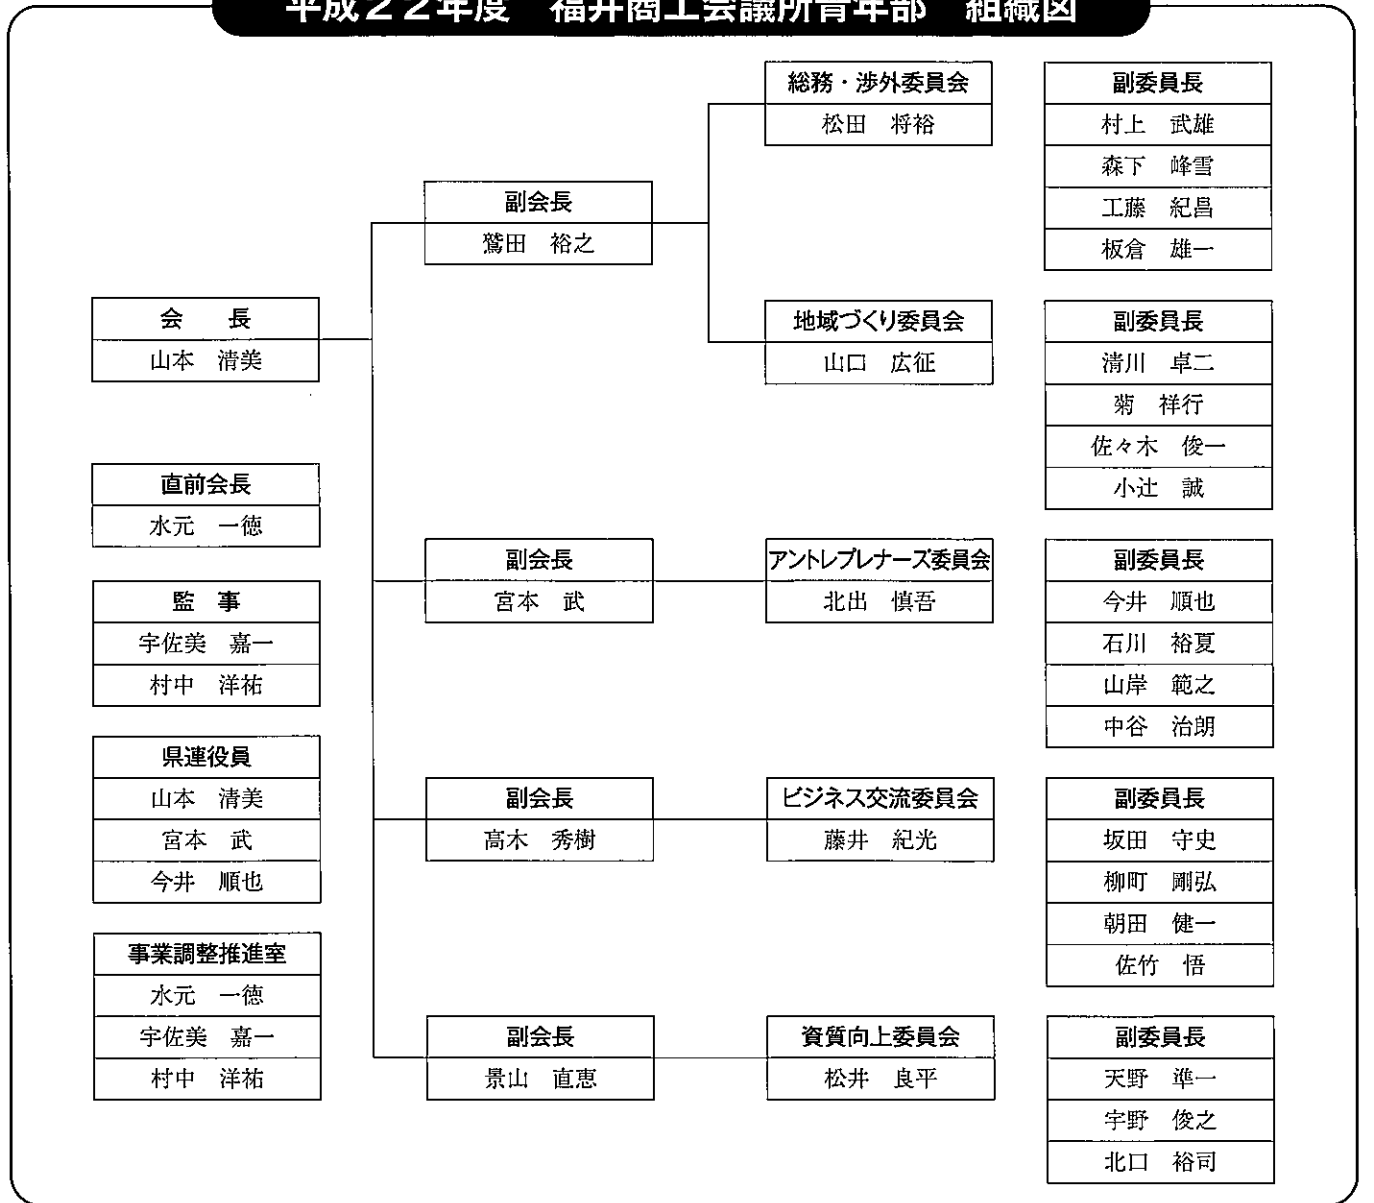 平成２２年度　福井商工会議所青年部　組織図
会　　長
山本　清美
直前会長
水元　一徳
監　事
宇佐美　嘉一
村中　洋祐
県連役員
山本　清美
宮本　武
今井　順也
事業調整推進室
水元　一徳
宇佐美　嘉一
村中　洋祐
副会長
鷲田　裕之
総務・渉外委員会
松田　将裕
副委員長
村上　武雄
森下　峰雪
工藤　紀昌
板倉　雄一
地域づくり委員会
山口　広征
副委員長
清川　卓二
菊　祥行
佐々木　俊一
小辻　誠
副会長
宮本　武
アントレプレナーズ委員会
北出　慎吾
副委員長
今井　順也
石川　裕夏
山岸　範之
中谷　治朗
副会長
高木　秀樹
ビジネス交流委員会
藤井　紀光
副委員長
坂田　守史
柳町　剛弘
朝田　健一
佐竹　悟
副会長
景山　直恵
資質向上委員会
松井　良平
副委員長
天野　準一
宇野　俊之
北口　裕司